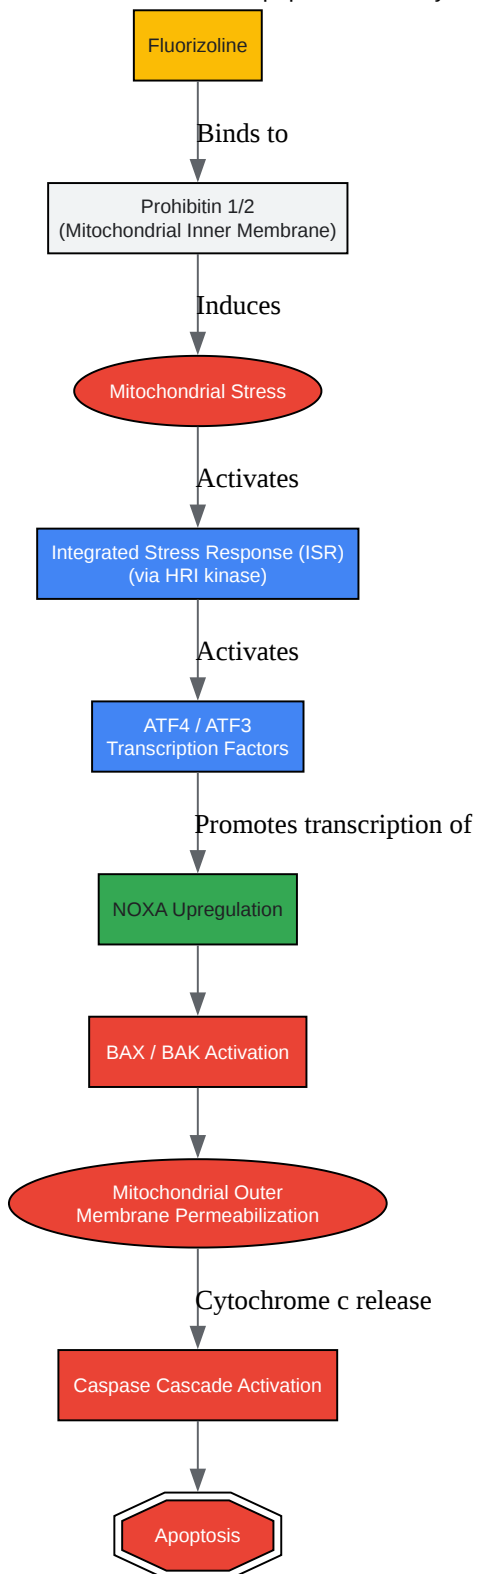 Fluorizoline
Binds to
Prohibitin 1/2
(Mitochondrial Inner Membrane)
Induces
Mitochondrial Stress
Activates
Integrated Stress Response (ISR)
(via HRI kinase)
Activates
ATF4 / ATF3
Transcription Factors
Promotes transcription of
NOXA Upregulation
BAX / BAK Activation
Mitochondrial Outer
Membrane Permeabilization
Cytochrome c release
Caspase Cascade Activation
Apoptosis